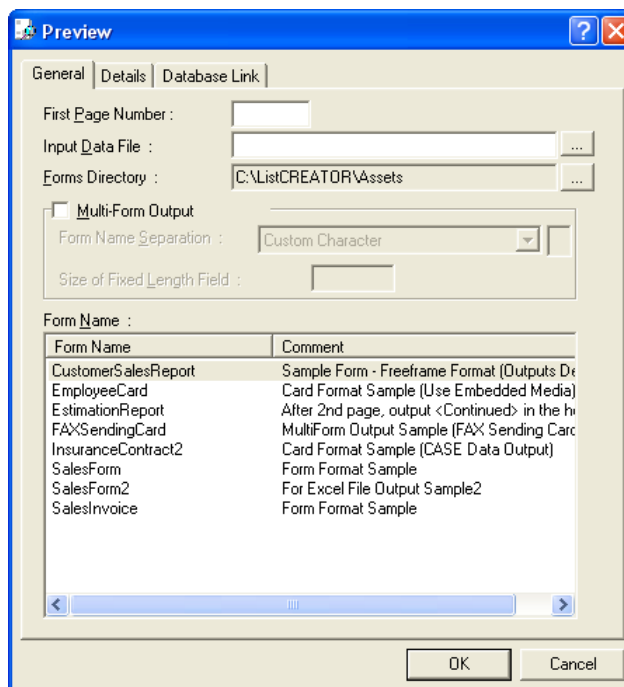 Preview
General Details Database Link
First Page Number :
Input Data File : ...
Forms Directory : C:\ListCREATOR\Assets ...
Multi-Form Output
Form Name Separation : Custom Character
Size of Fixed Length Field :
Form Name :
Form Name Comment
CustomerSalesReport Sample Form - Freeframe Format (Outputs De
EmployeeCard Card Format Sample (Use Embedded Media)
EstimationReport After 2nd page, output <Continued> in the h
FAXSendingCard MultiForm Output Sample (FAX Sending Card
InsuranceContract2 Card Format Sample (CASE Data Output)
SalesForm Form Format Sample
SalesForm2 For Excel File Output Sample2
SalesInvoice Form Format Sample
OK Cancel